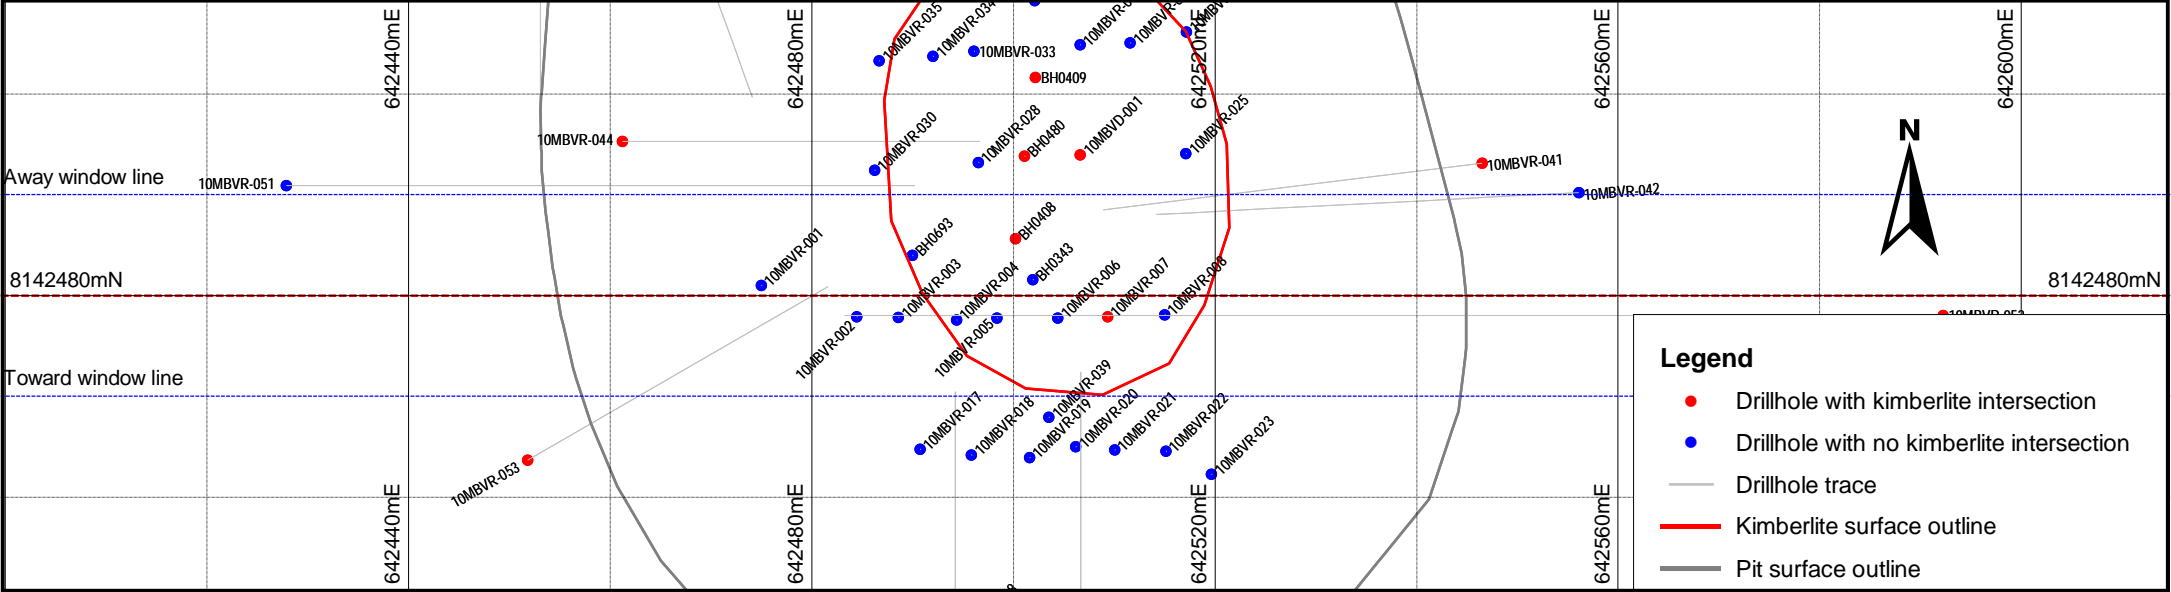 642440mE
642480mE
642520mE
642560mE
642600mE
10MBVR-035
10MBVR-034
10MBVR-033
BH0409
10MBVR-044
10MBVR-030
10MBVR-028
BH0480
10MBVD-001
10MBVR-025
10MBVR-041
N
Away window line
10MBVR-051
10MBVR-042
10MBVR-001
BH0693
BH0408
BH0343
8142480mN
8142480mN
10MBVR-002
10MBVR-003
10MBVR-004
10MBVR-005
10MBVR-006
10MBVR-007
10MBVR-008
Toward window line
10MBVR-053
10MBVR-017
10MBVR-018
10MBVR-039
10MBVR-019
10MBVR-020
10MBVR-021
10MBVR-022
10MBVR-023
642440mE
642480mE
642520mE
642560mE
Legend
Drillhole with kimberlite intersection
Drillhole with no kimberlite intersection
Drillhole trace
Kimberlite surface outline
Pit surface outline